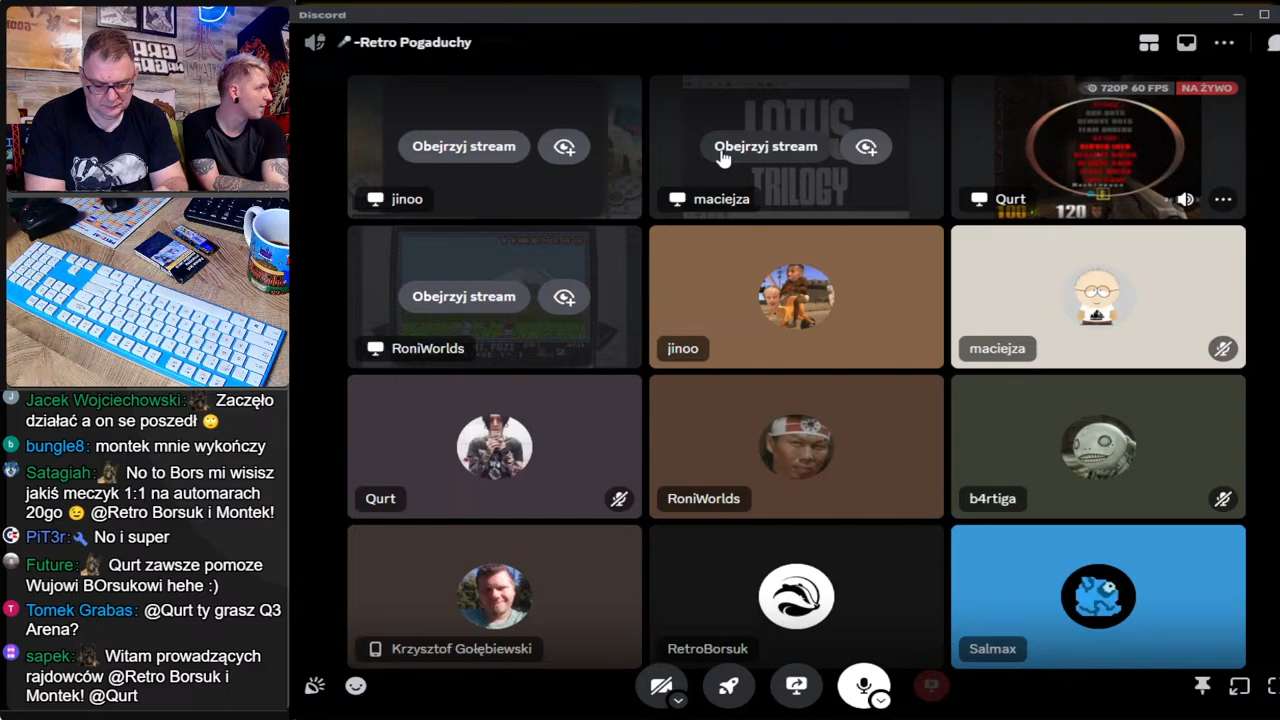 Discord
-Retro Pogaduchy
Obejrzyj stream
jinoo
LOTUS
TRILOGY
Obejrzyj stream
maciejza
720P 60 FPS
NA ŻYWO
120
Qurt
Obejrzyj stream
RoniWorlds
jinoo
maciejza
Qurt
RoniWorlds
b4rtiga
Krzysztof Gołębiewski
RetroBorsuk
Salmax
Jacek Wojciechowski: Zaczęło
działać a on se poszedł 🙄
bungle8: montek mnie wykończy
Satagiah: No to Bors mi wisisz
jakiś meczyk 1:1 na automarach
20go 😉 @Retro Borsuk i Montek!
PiT3r: No i super
Future: Qurt zawsze pomoze
Wujowi BOrsukowi hehe :)
Tomek Grabas: @Qurt ty grasz Q3
Arena?
sapek: Witam prowadzących
rajdowców @Retro Borsuk i
Montek! @Qurt